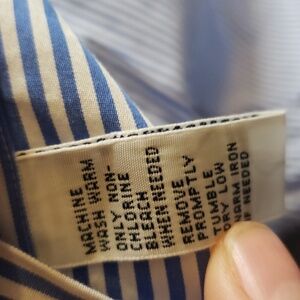 MACHINE
WASH WARM
ONLY NON-
CHLORINE
BLEACH
WHEN NEEDED
REMOVE
PROMPTLY
TUMBLE
DRY LOW
WARM IRON
IF NEEDED